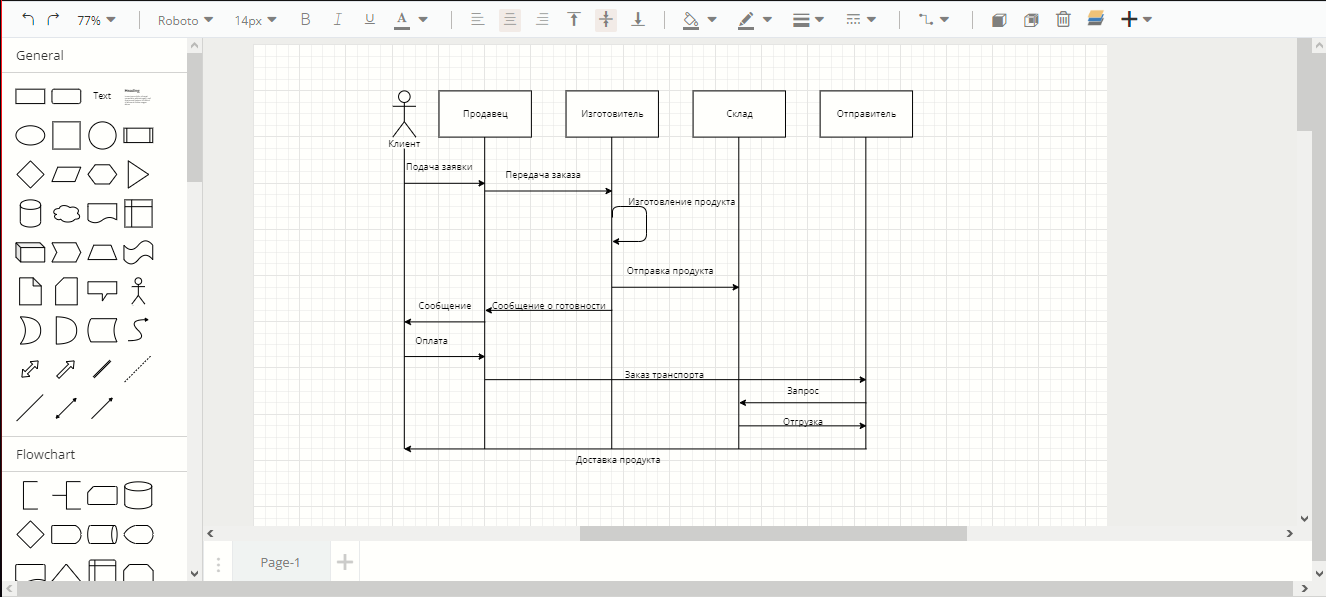 77%
Roboto
14px
B
I
U
A
General
Text
Heading
Продавец
Изготовитель
Склад
Отправитель
Клиент
Подача заявки
Передача заказа
Изготовление продукта
Отправка продукта
Сообщение
Сообщение о готовности
Оплата
Заказ транспорта
Запрос
Отгрузка
Доставка продукта
Flowchart
Page-1